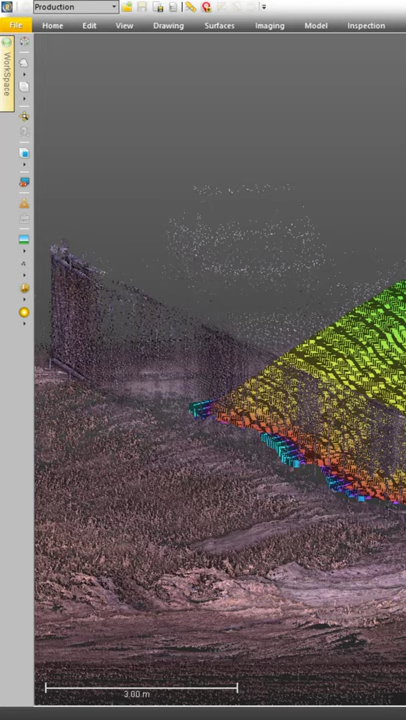 Production
File Home Edit View Drawing Surfaces Imaging Model Inspection
WorkSpace
3.00 m